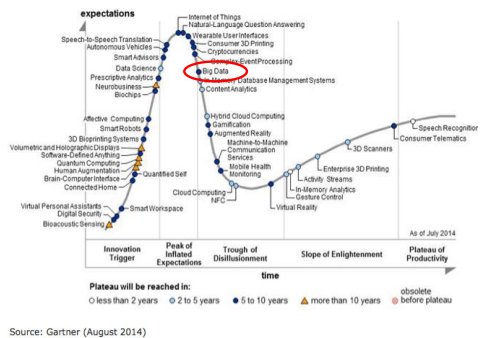 expectations
Internet of Things
Natural-Language Question Answering
Wearable User Interfaces
Consumer 3D Printing
Cryptocurrencies
Complex-Event Processing
Big Data
In-Memory Database Management Systems
Content Analytics
Speech-to-Speech Translation
Autonomous Vehicles
Smart Advisors
Data Science
Prescriptive Analytics
Neurobusiness
Biochips
Affective Computing
Smart Robots
3D Bioprinting Systems
Volumetric and Holographic Displays
Software-Defined Anything
Quantum Computing
Human Augmentation
Brain-Computer Interface
Connected Home
Quantified Self
Virtual Personal Assistants
Smart Workspace
Digital Security
Bioacoustic Sensing
Hybrid Cloud Computing
Gamification
Augmented Reality
Machine-to-Machine
Communication
Services
Mobile Health
Monitoring
Cloud Computing
NFC
Virtual Reality
Gesture Control
In-Memory Analytics
Activity Streams
Enterprise 3D Printing
3D Scanners
Consumer Telematics
Speech Recognition
As of July 2014
Innovation
Trigger
Peak of
Inflated
Expectations
Trough of
Disillusionment
Slope of Enlightenment
Plateau of
Productivity
time
Plateau will be reached in:
less than 2 years
2 to 5 years
5 to 10 years
more than 10 years
obsolete
before plateau
Source: Gartner (August 2014)